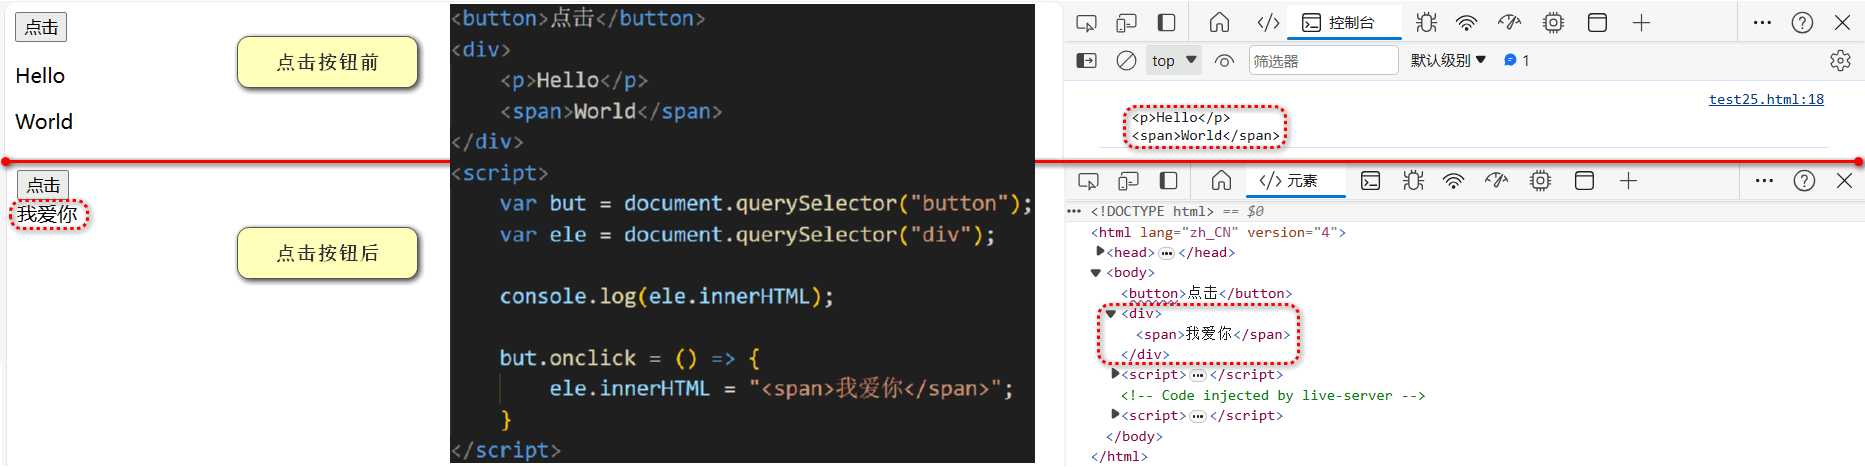 点击
Hello
World
点击按钮前
点击
我爱你
点击按钮后
<button>点击</button>
<div>
    <p>Hello</p>
    <span>World</span>
</div>
<script>
    var but = document.querySelector("button");
    var ele = document.querySelector("div");
    console.log(ele.innerHTML);
    but.onclick = () => {
        ele.innerHTML = "<span>我爱你</span>";
    }
</script>
控制台
top
筛选器
默认级别
1
test25.html:18
<p>Hello</p>
<span>World</span>
元素
<!DOCTYPE html> == $0
<html lang="zh_CN" version="4">
<head> </head>
<body>
<button>点击</button>
<div>
<span>我爱你</span>
</div>
<script> </script>
<!-- Code injected by live-server -->
<script> </script>
</body>
</html>